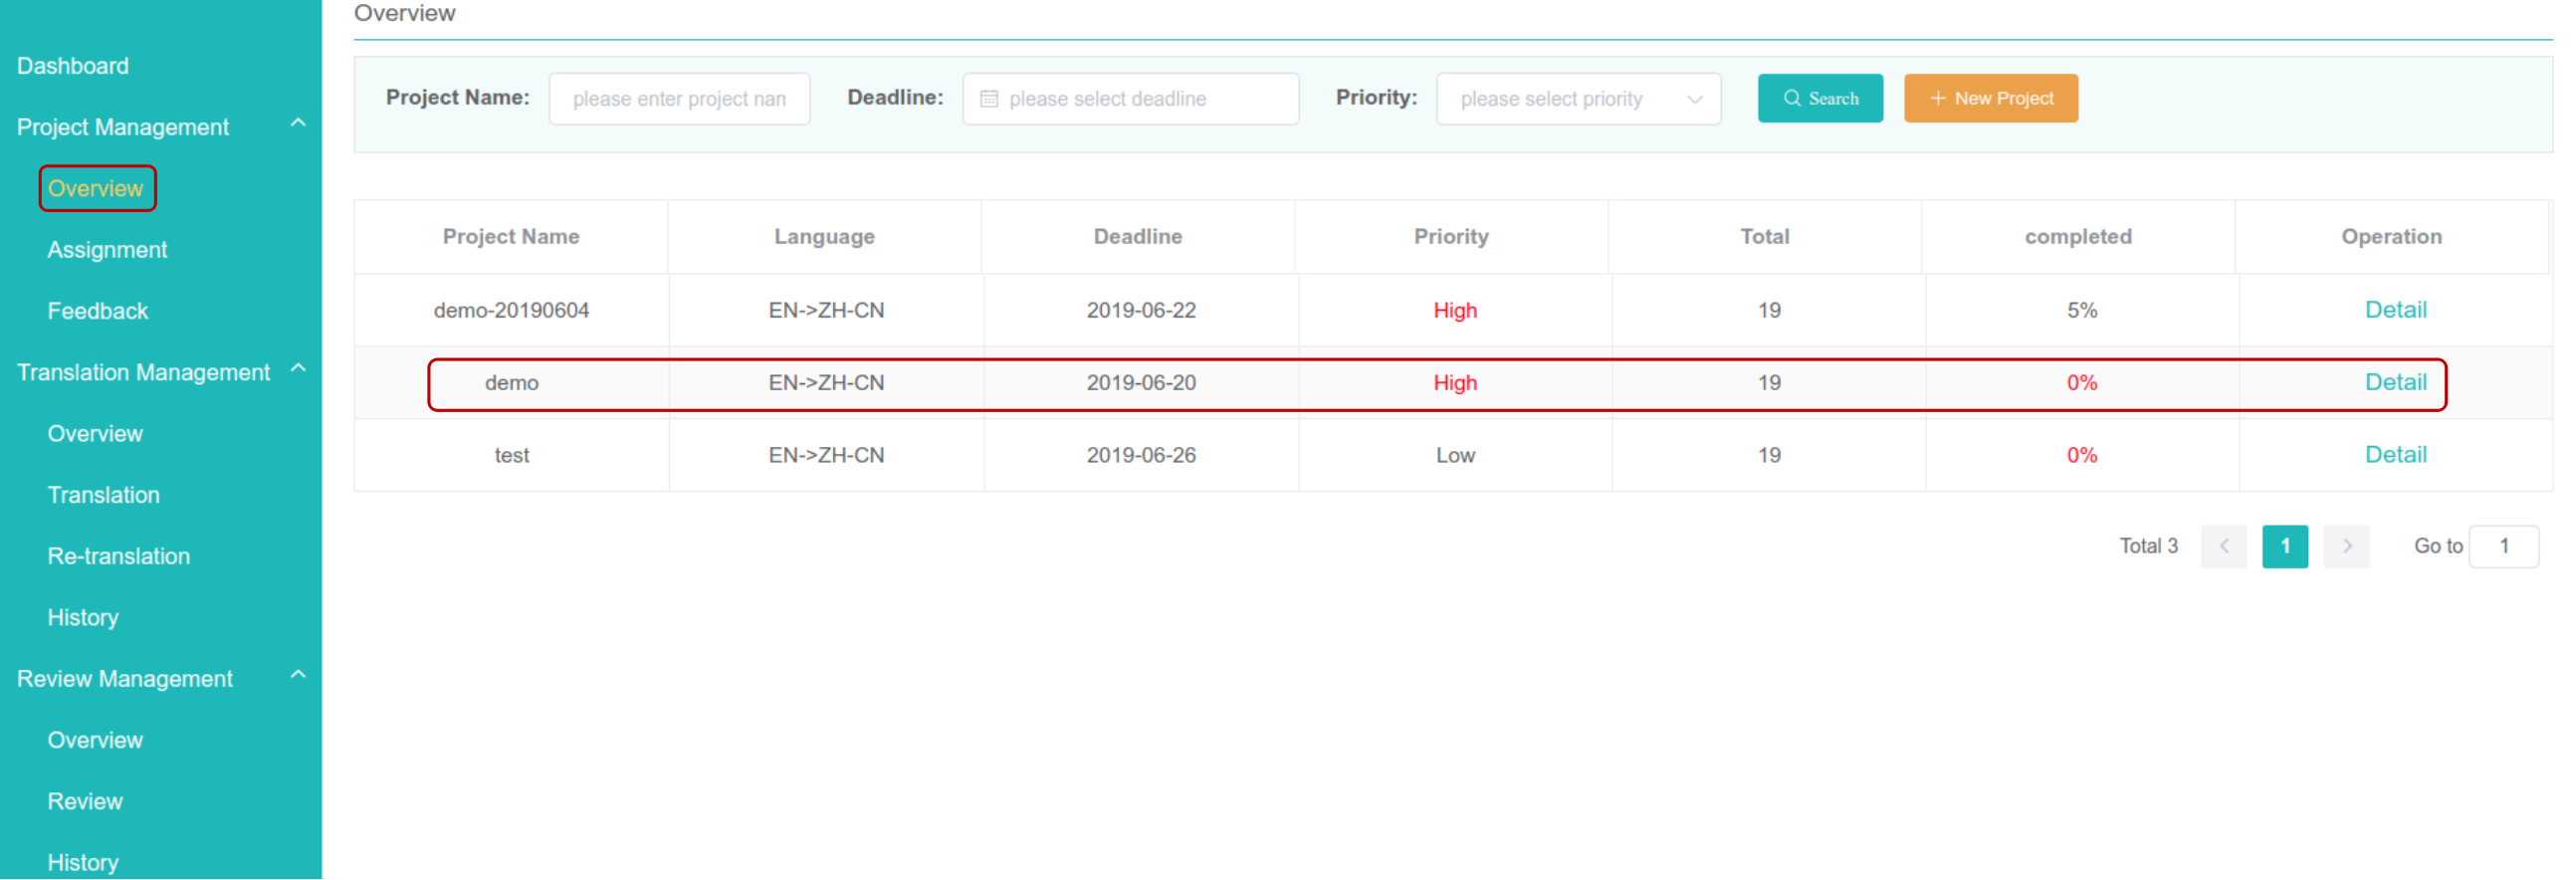 Dashboard
Project Management
Overview
Assignment
Feedback
Translation Management
Overview
Translation
Re-translation
History
Review Management
Overview
Review
History
Overview
Project Name: please enter project nan Deadline: please select deadline Priority: please select priority Search + New Project
Project Name Language Deadline Priority Total completed Operation
demo-20190604 EN->ZH-CN 2019-06-22 High 19 5% Detail
demo EN->ZH-CN 2019-06-20 High 19 0% Detail
test EN->ZH-CN 2019-06-26 Low 19 0% Detail
Total 3 < 1 > Go to 1